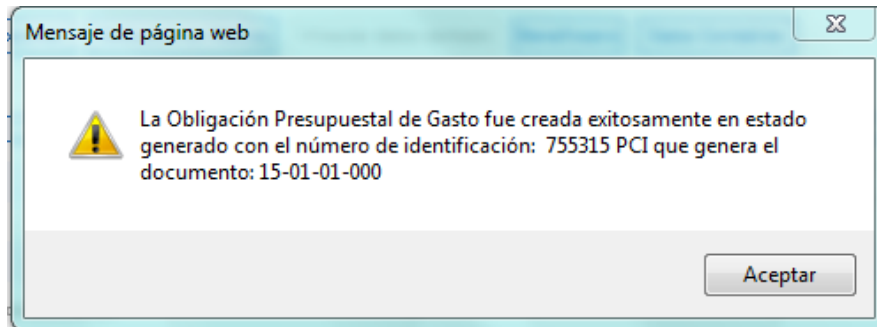 Mensaje de página web
La Obligación Presupuestal de Gasto fue creada exitosamente en estado
generado con el número de identificación:  755315 PCI que genera el
documento: 15-01-01-000
Aceptar